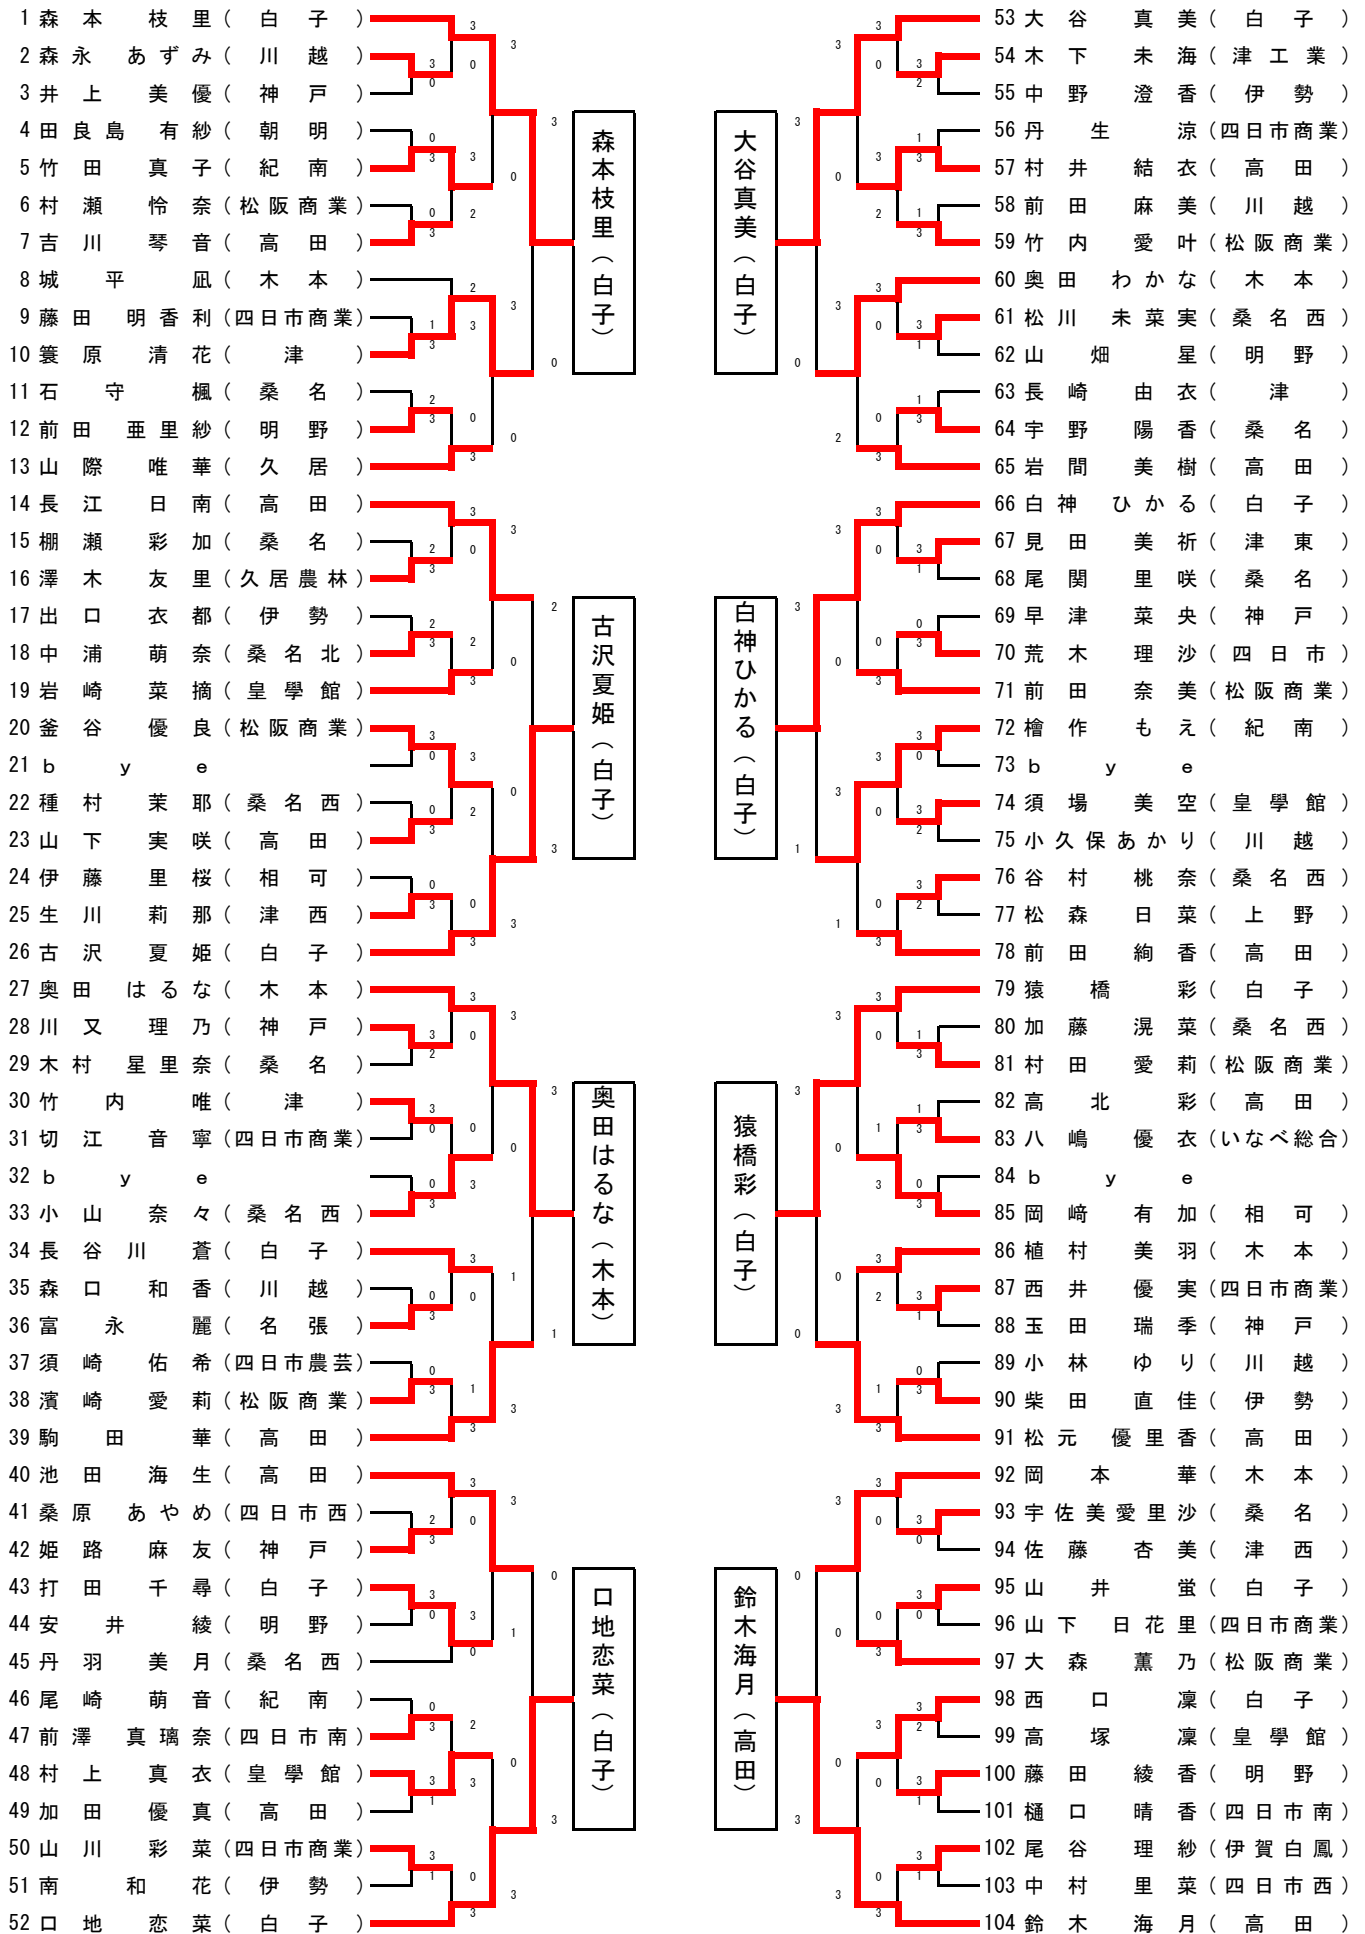 1 森本 枝里 (白子)
2 森永 あずみ (川越)
3 井上 美優 (神戸)
4 田良島 有紗 (朝明)
5 竹田 真子 (紀南)
6 村瀬 怜奈 (松阪商業)
7 吉川 琴音 (高田)
8 城 平凪 (木本)
9 藤田 明香利 (四日市商業)
10 簑原 清花 (津)
11 石守 楓 (桑名)
12 前田 亜里紗 (明野)
13 山際 唯華 (久居)
14 長江 日南 (高田)
15 棚瀬 彩加 (桑名)
16 澤木 友里 (久居農林)
17 出口 衣都 (伊勢)
18 中浦 萌奈 (桑名北)
19 岩崎 菜摘 (皇學館)
20 釜谷 優良 (松阪商業)
21 bye
22 種村 茉耶 (桑名西)
23 山下 実咲 (高田)
24 伊藤 里桜 (相可)
25 生川 莉那 (津西)
26 古沢 夏姫 (白子)
27 奥田 はるな (木本)
28 川又 理乃 (神戸)
29 木村 星里奈 (桑名)
30 竹内 唯 (津)
31 切江 音寧 (四日市商業)
32 bye
33 小山 奈々 (桑名西)
34 長谷川 蒼 (白子)
35 森口 和香 (川越)
36 富永 麗 (名張)
37 須崎 佑希 (四日市農芸)
38 濱崎 愛莉 (松阪商業)
39 駒田 華 (高田)
40 池田 海生 (高田)
41 桑原 あやめ (四日市西)
42 姫路 麻友 (神戸)
43 打田 千尋 (白子)
44 安井 綾 (明野)
45 丹羽 美月 (桑名西)
46 尾崎 萌音 (紀南)
47 前澤 真璃奈 (四日市南)
48 村上 真衣 (皇學館)
49 加田 優真 (高田)
50 山川 彩菜 (四日市商業)
51 南 和花 (伊勢)
52 口地 恋菜 (白子)
森本枝里(白子)
古沢夏姫(白子)
奥田はるな(木本)
口地恋菜(白子)
大谷真美(白子)
白神ひかる(白子)
猿橋彩(白子)
鈴木海月(高田)
53 大谷 真美 (白子)
54 木下 未海 (津工業)
55 中野 澄香 (伊勢)
56 丹生 涼 (四日市商業)
57 村井 結衣 (高田)
58 前田 麻美 (川越)
59 竹内 愛叶 (松阪商業)
60 奥田 わかな (木本)
61 松川 未菜実 (桑名西)
62 山畑 星 (明野)
63 長崎 由衣 (津)
64 宇野 陽香 (桑名)
65 岩間 美樹 (高田)
66 白神 ひかる (白子)
67 見田 美祈 (津東)
68 尾関 里咲 (桑名)
69 早津 菜央 (神戸)
70 荒木 理沙 (四日市)
71 前田 奈美 (松阪商業)
72 檜作 もえ (紀南)
73 bye
74 須場 美空 (皇學館)
75 小久保あかり (川越)
76 谷村 桃奈 (桑名西)
77 松森 日菜 (上野)
78 前田 絢香 (高田)
79 猿橋 彩 (白子)
80 加藤 滉菜 (桑名西)
81 村田 愛莉 (松阪商業)
82 高北 彩 (高田)
83 八嶋 優衣 (いなべ総合)
84 bye
85 岡﨑 有加 (相可)
86 植村 美羽 (木本)
87 西井 優実 (四日市商業)
88 玉田 瑞季 (神戸)
89 小林 ゆり (川越)
90 柴田 直佳 (伊勢)
91 松元 優里香 (高田)
92 岡本 華 (木本)
93 宇佐美愛里沙 (桑名)
94 佐藤 杏美 (津西)
95 山井 蛍 (白子)
96 山下 日花里 (四日市商業)
97 大森 薫乃 (松阪商業)
98 西口 凜 (白子)
99 高塚 凜 (皇學館)
100 藤田 綾香 (明野)
101 樋口 晴香 (四日市南)
102 尾谷 理紗 (伊賀白鳳)
103 中村 里菜 (四日市西)
104 鈴木 海月 (高田)